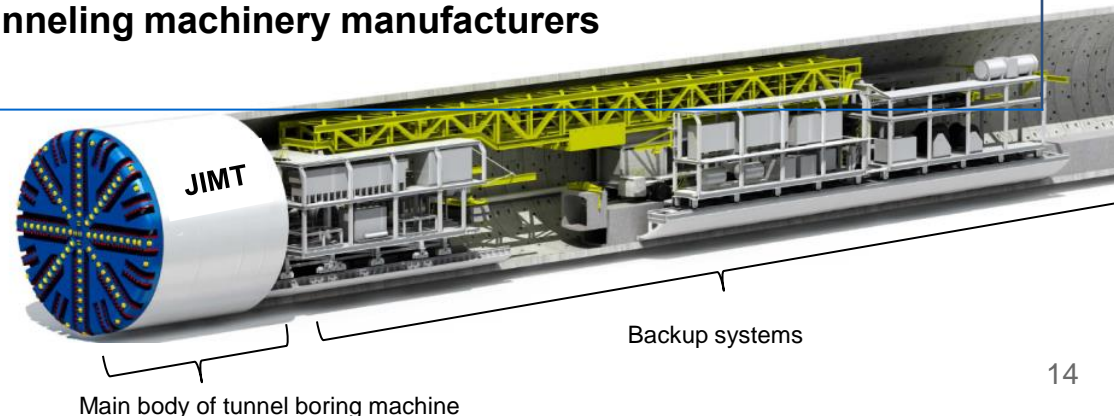 nneling machinery manufacturers
JIMT
Backup systems
14
Main body of tunnel boring machine